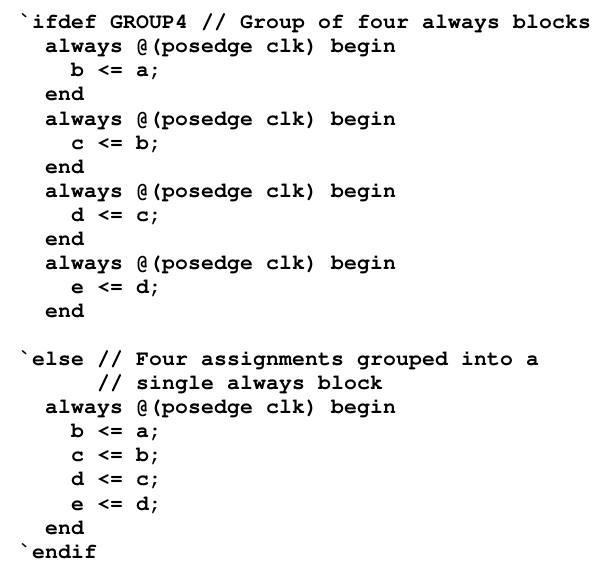 `ifdef GROUP4 // Group of four always blocks
  always @(posedge clk) begin
    b <= a;
  end
  always @(posedge clk) begin
    c <= b;
  end
  always @(posedge clk) begin
    d <= c;
  end
  always @(posedge clk) begin
    e <= d;
  end

`else // Four assignments grouped into a
      // single always block
  always @(posedge clk) begin
    b <= a;
    c <= b;
    d <= c;
    e <= d;
  end
`endif